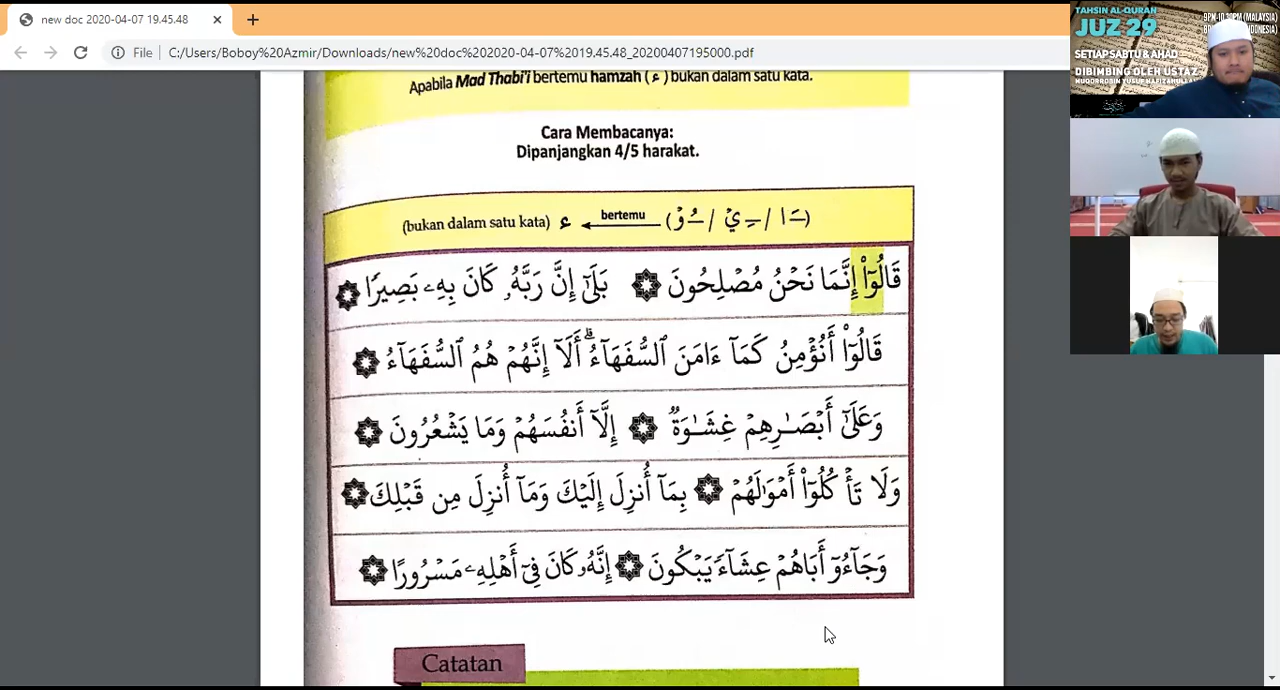 new doc 2020-04-07 19.45.48
File C:/Users/Boboy%20Azmir/Downloads/new%20doc%202020-04-07%2019.45.48_20200407195000.pdf
TAHSIN AL-QURAN
JUZ 29
SETIAP SABTU & AHAD
DIBIMBING OLEH USTAZ
Apabila Mad Thabi'i bertemu hamzah ( ء ) bukan dalam satu kata.
Cara Membacanya:
Dipanjangkan 4/5 harakat.
(ـَـ ا / ـِـ يْ / ـُـ وْ) bertemu ء (bukan dalam satu kata)
قَالُوٓاْ إِنَّمَا نَحْنُ مُصْلِحُونَ ۞ بَلَىٰٓ إِنَّ رَبَّهُۥ كَانَ بِهِۦ بَصِيرًا ۞
قَالُوٓاْ أَنُؤْمِنُ كَمَآ ءَامَنَ ٱلسُّفَهَآءُ ۗ أَلَآ إِنَّهُمْ هُمُ ٱلسُّفَهَآءُ ۞
وَعَلَىٰٓ أَبْصَـٰرِهِمْ غِشَـٰوَةٌ ۞ إِلَّآ أَنفُسَهُمْ وَمَا يَشْعُرُونَ ۞
وَلَا تَأْكُلُوٓاْ أَمْوَٰلَهُمْ ۞ بِمَآ أُنزِلَ إِلَيْكَ وَمَآ أُنزِلَ مِن قَبْلِكَ ۞
وَجَآءُوٓ أَبَاهُمْ عِشَآءً يَبْكُونَ ۞ إِنَّهُۥ كَانَ فِىٓ أَهْلِهِۦ مَسْرُورًا ۞
Catatan